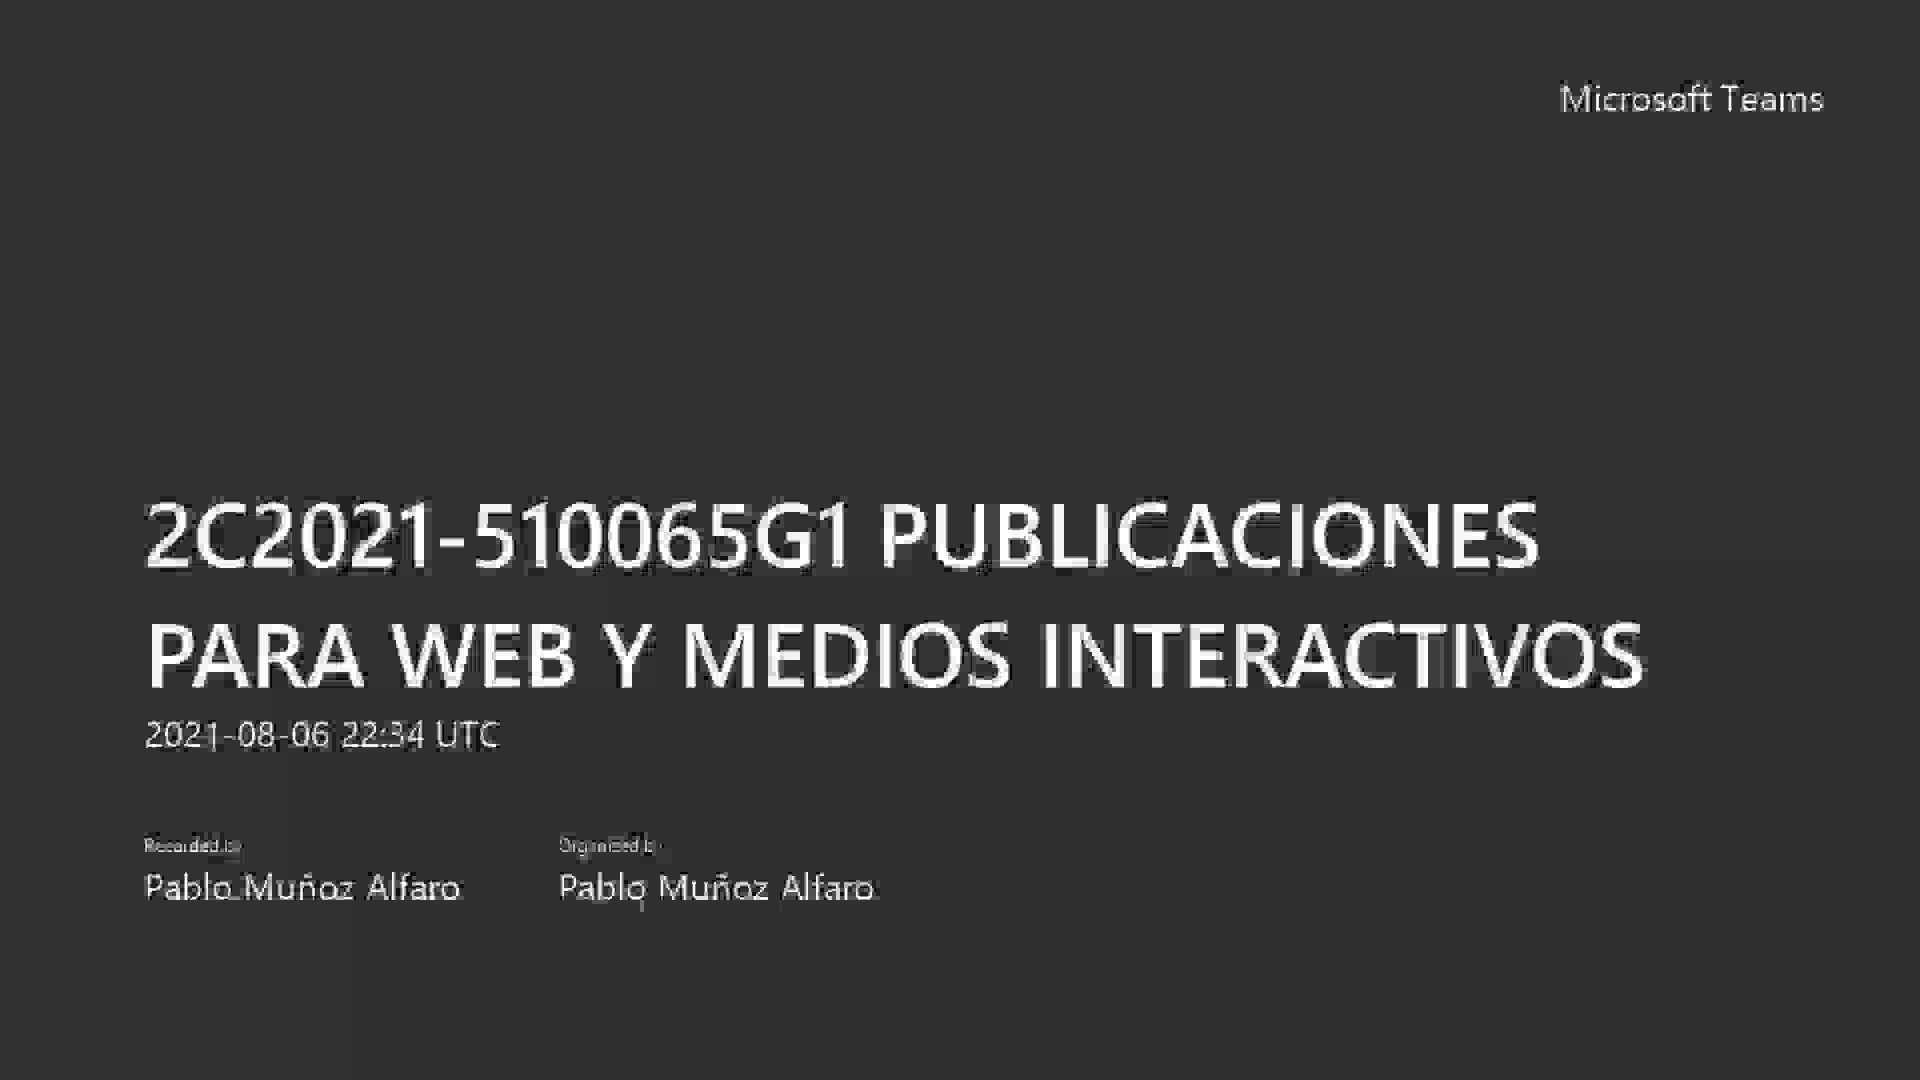 Microsoft Teams
2C2021-510065G1 PUBLICACIONES
PARA WEB Y MEDIOS INTERACTIVOS
2021-08-06 22:34 UTC
Recorded by
Organized by
Pablo Muñoz Alfaro
Pablo Muñoz Alfaro